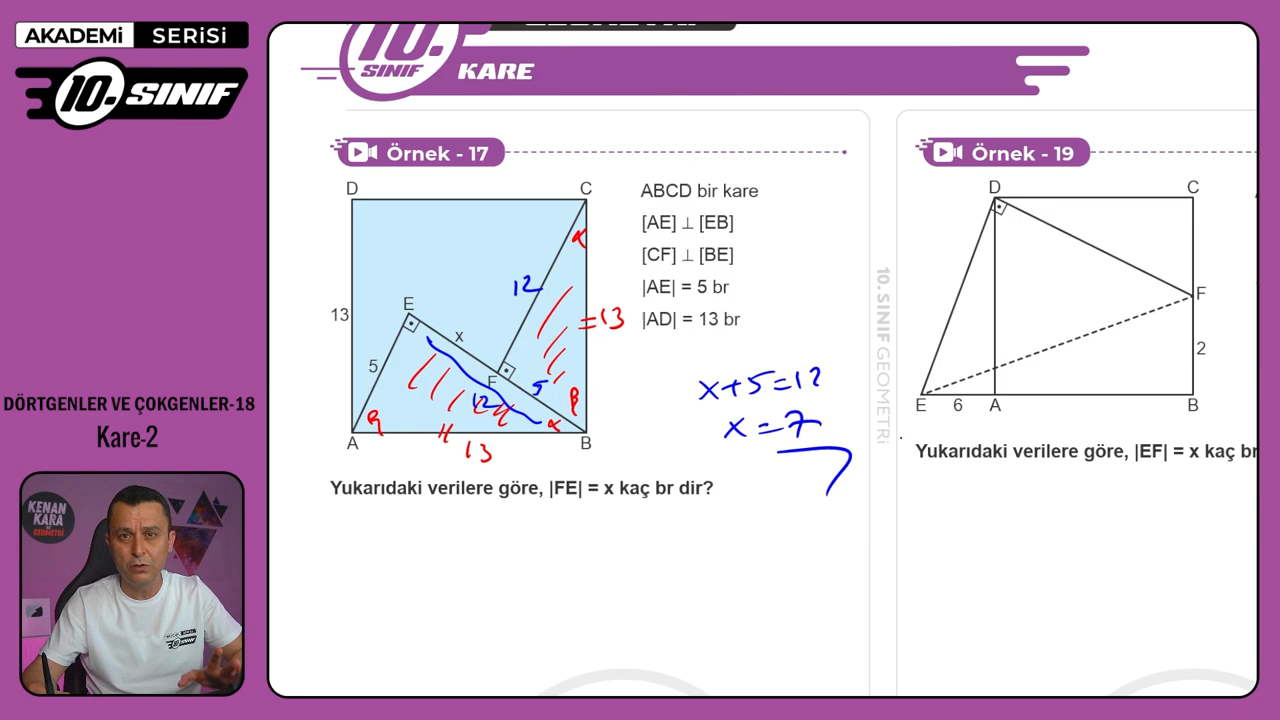 AKADEMİ SERİSİ
10. SINIF
10.
SINIF
KARE
Örnek - 17
D
C
13
E
x
5
F
A
B
12
5
12
α
= 13
β
β
α
13
ABCD bir kare
[AE] ⊥ [EB]
[CF] ⊥ [BE]
|AE| = 5 br
|AD| = 13 br
x+5=12
x = 7
Yukarıdaki verilere göre, |FE| = x kaç br dir?
10. SINIF GEOMETRİ
Örnek - 19
D
C
F
2
E
6
A
B
Yukarıdaki verilere göre, |EF| = x kaç br
DÖRTGENLER VE ÇOKGENLER-18
Kare-2
KENAN
KARA
GEOMETRİ
10.SINIF